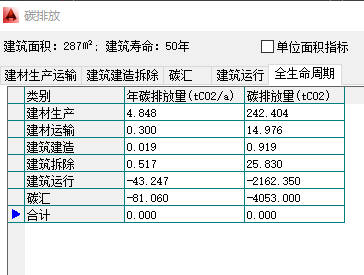 碳排放
建筑面积：287㎡；建筑寿命：50年
单位面积指标
建材生产运输 建筑建造拆除 碳汇 建筑运行 全生命周期
类别 年碳排放量(tCO2/a) 碳排放量(tCO2)
建材生产 4.848 242.404
建材运输 0.300 14.976
建筑建造 0.019 0.919
建筑拆除 0.517 25.830
建筑运行 -43.247 -2162.350
碳汇 -81.060 -4053.000
合计 0.000 0.000